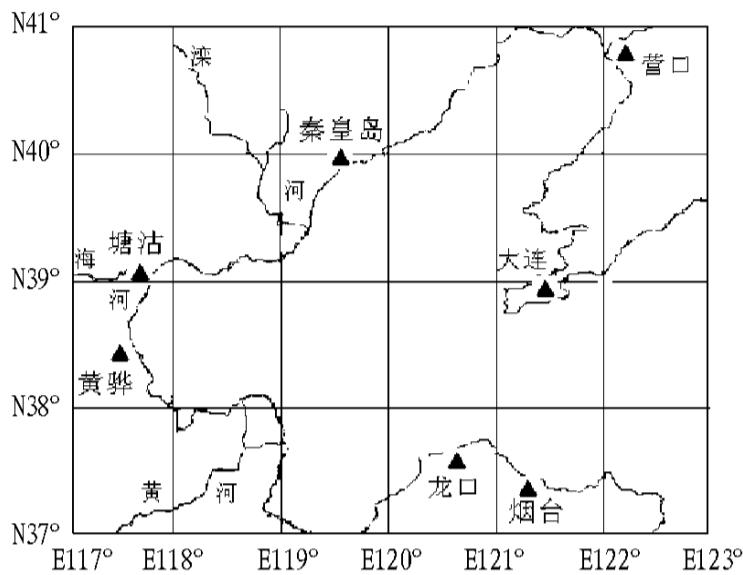 N41°
滦
营口
N40°
秦皇岛
河
海
塘沽
大连
N39°
河
黄骅
N38°
黄
河
龙口
烟台
N37°
E117°
E118°
E119°
E120°
E121°
E122°
E123°